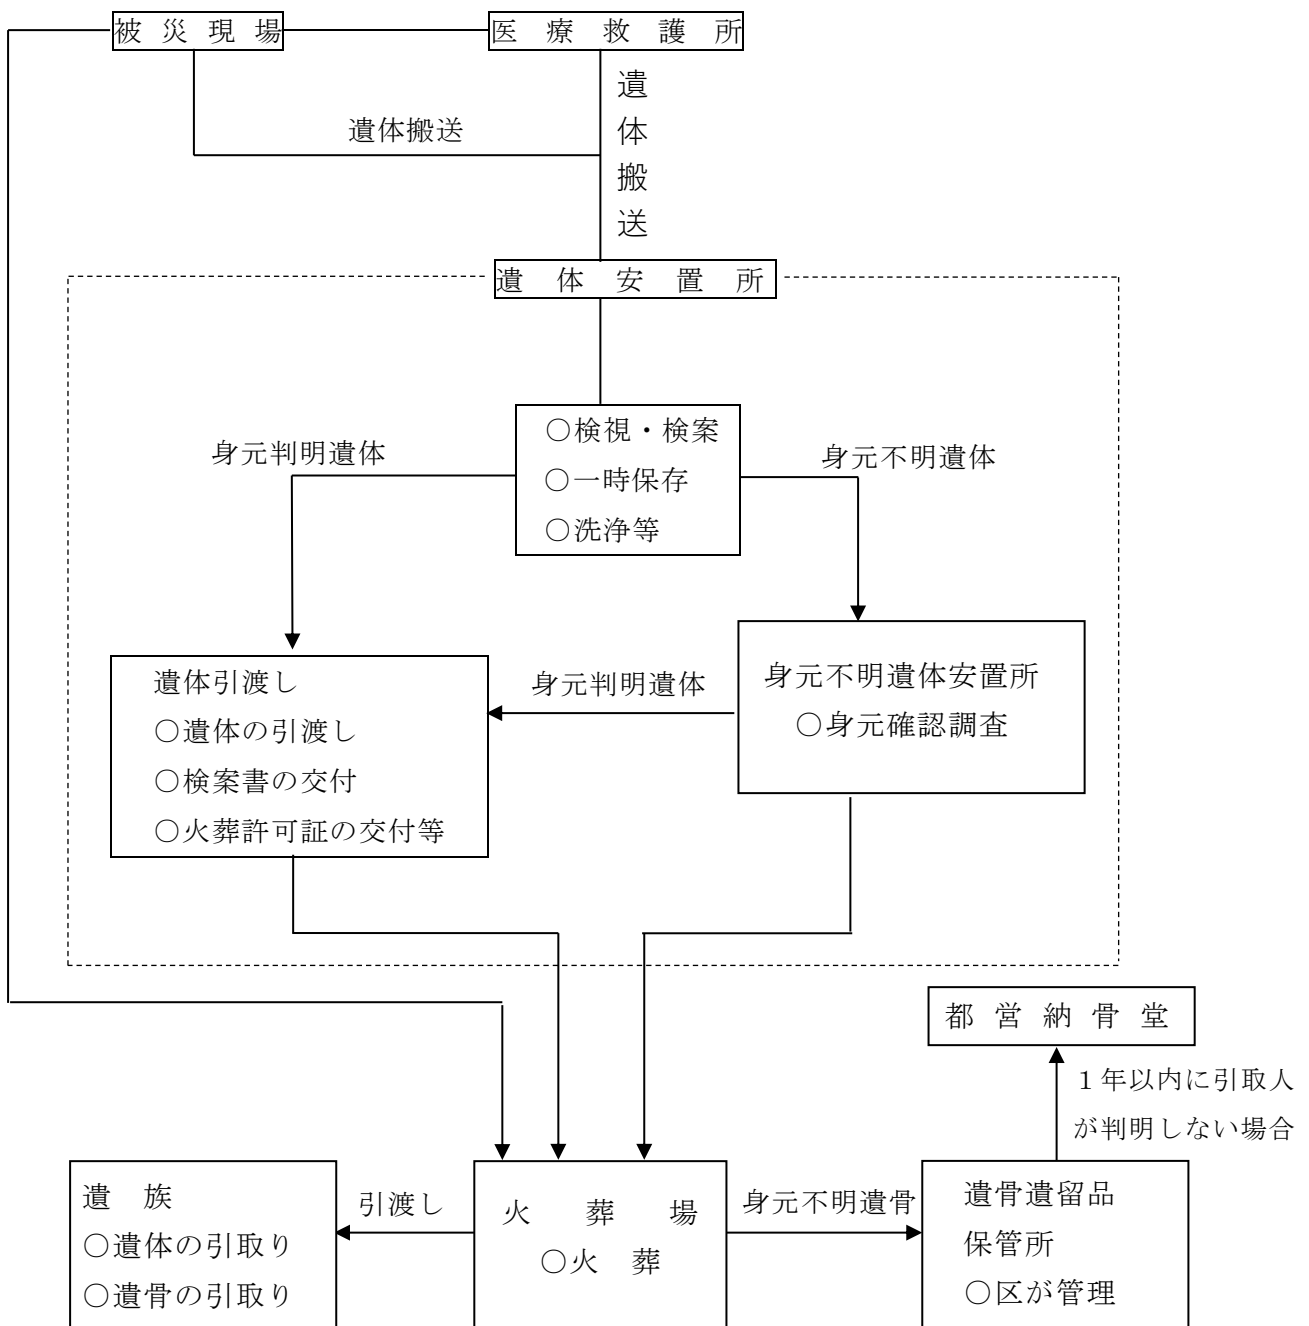 被災現場
医療救護所
遺体搬送
遺体搬送
遺体安置所
○検視・検案
○一時保存
○洗浄等
身元判明遺体
身元不明遺体
遺体引渡し
○遺体の引渡し
○検案書の交付
○火葬許可証の交付等
身元判明遺体
身元不明遺体安置所
○身元確認調査
都営納骨堂
１年以内に引取人
が判明しない場合
遺族
○遺体の引取り
○遺骨の引取り
引渡し
火葬場
○火葬
身元不明遺骨
遺骨遺留品
保管所
○区が管理